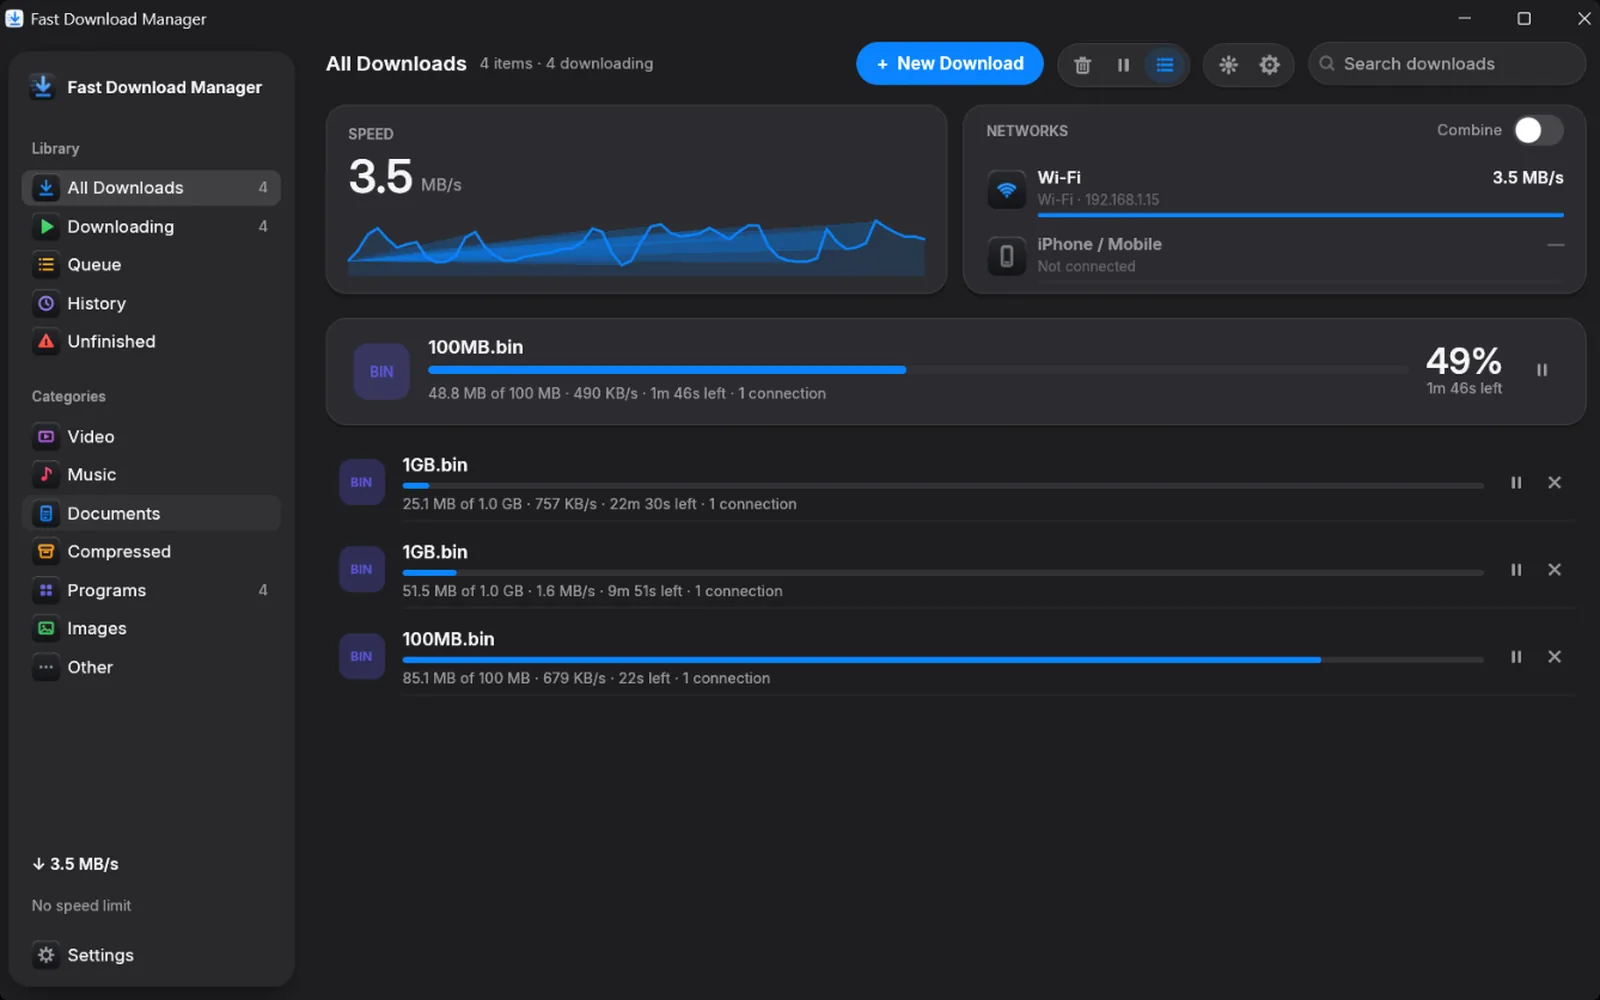 Fast Download Manager
Fast Download Manager
Library
All Downloads 4
Downloading 4
Queue
History
Unfinished
Categories
Video
Music
Documents
Compressed
Programs 4
Images
Other
↓ 3.5 MB/s
No speed limit
Settings
All Downloads 4 items · 4 downloading
+ New Download
Search downloads
SPEED
3.5 MB/s
NETWORKS
Combine
Wi-Fi 3.5 MB/s
Wi-Fi · 192.168.1.15
iPhone / Mobile —
Not connected
BIN
100MB.bin
48.8 MB of 100 MB · 490 KB/s · 1m 46s left · 1 connection
49%
1m 46s left
BIN
1GB.bin
25.1 MB of 1.0 GB · 757 KB/s · 22m 30s left · 1 connection
BIN
1GB.bin
51.5 MB of 1.0 GB · 1.6 MB/s · 9m 51s left · 1 connection
BIN
100MB.bin
85.1 MB of 100 MB · 679 KB/s · 22s left · 1 connection